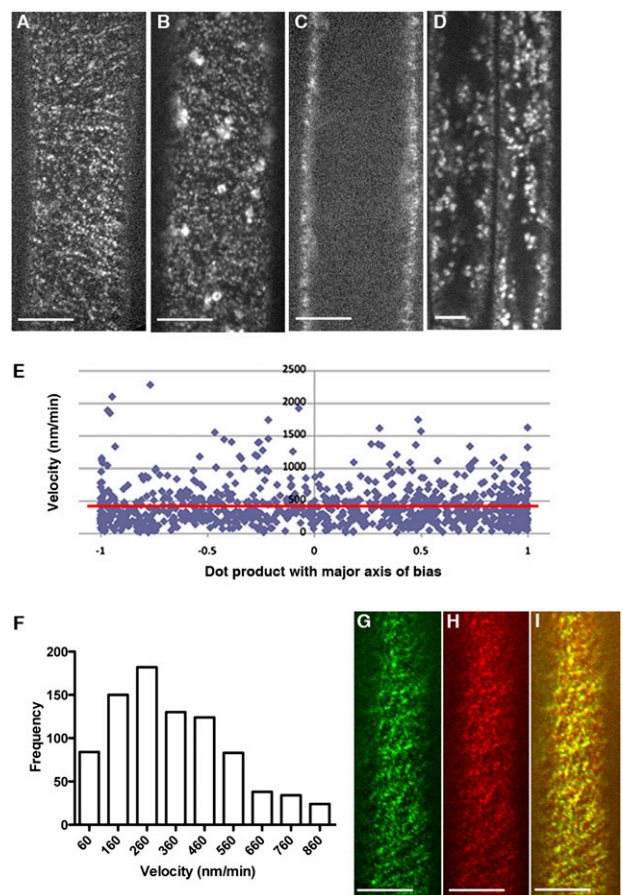 A B C D
E
2500
2000
1500
1000
500
0
-1 -0.5 0 0.5 1
Velocity (nm/min)
Dot product with major axis of bias
F
200
150
100
50
0
Frequency
60 160 260 360 460 560 660 760 860
Velocity (nm/min)
G H I